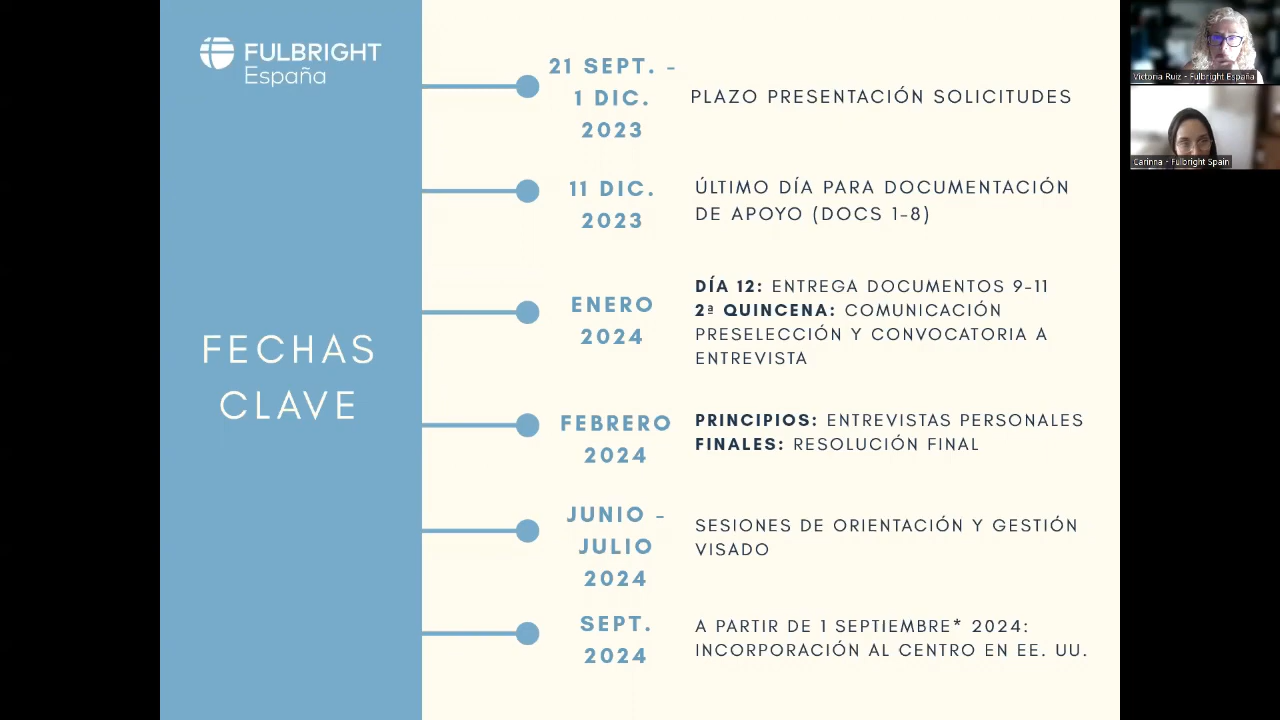 FULBRIGHT
España
FECHAS
CLAVE
21 SEPT. -
1 DIC.
2023
PLAZO PRESENTACIÓN SOLICITUDES
11 DIC.
2023
ÚLTIMO DÍA PARA DOCUMENTACIÓN
DE APOYO (DOCS 1-8)
ENERO
2024
DÍA 12: ENTREGA DOCUMENTOS 9-11
2ª QUINCENA: COMUNICACIÓN
PRESELECCIÓN Y CONVOCATORIA A
ENTREVISTA
FEBRERO
2024
PRINCIPIOS: ENTREVISTAS PERSONALES
FINALES: RESOLUCIÓN FINAL
JUNIO -
JULIO
2024
SESIONES DE ORIENTACIÓN Y GESTIÓN
VISADO
SEPT.
2024
A PARTIR DE 1 SEPTIEMBRE* 2024:
INCORPORACIÓN AL CENTRO EN EE. UU.
Victoria Ruiz - Fulbright España
Carinna - Fulbright Spain